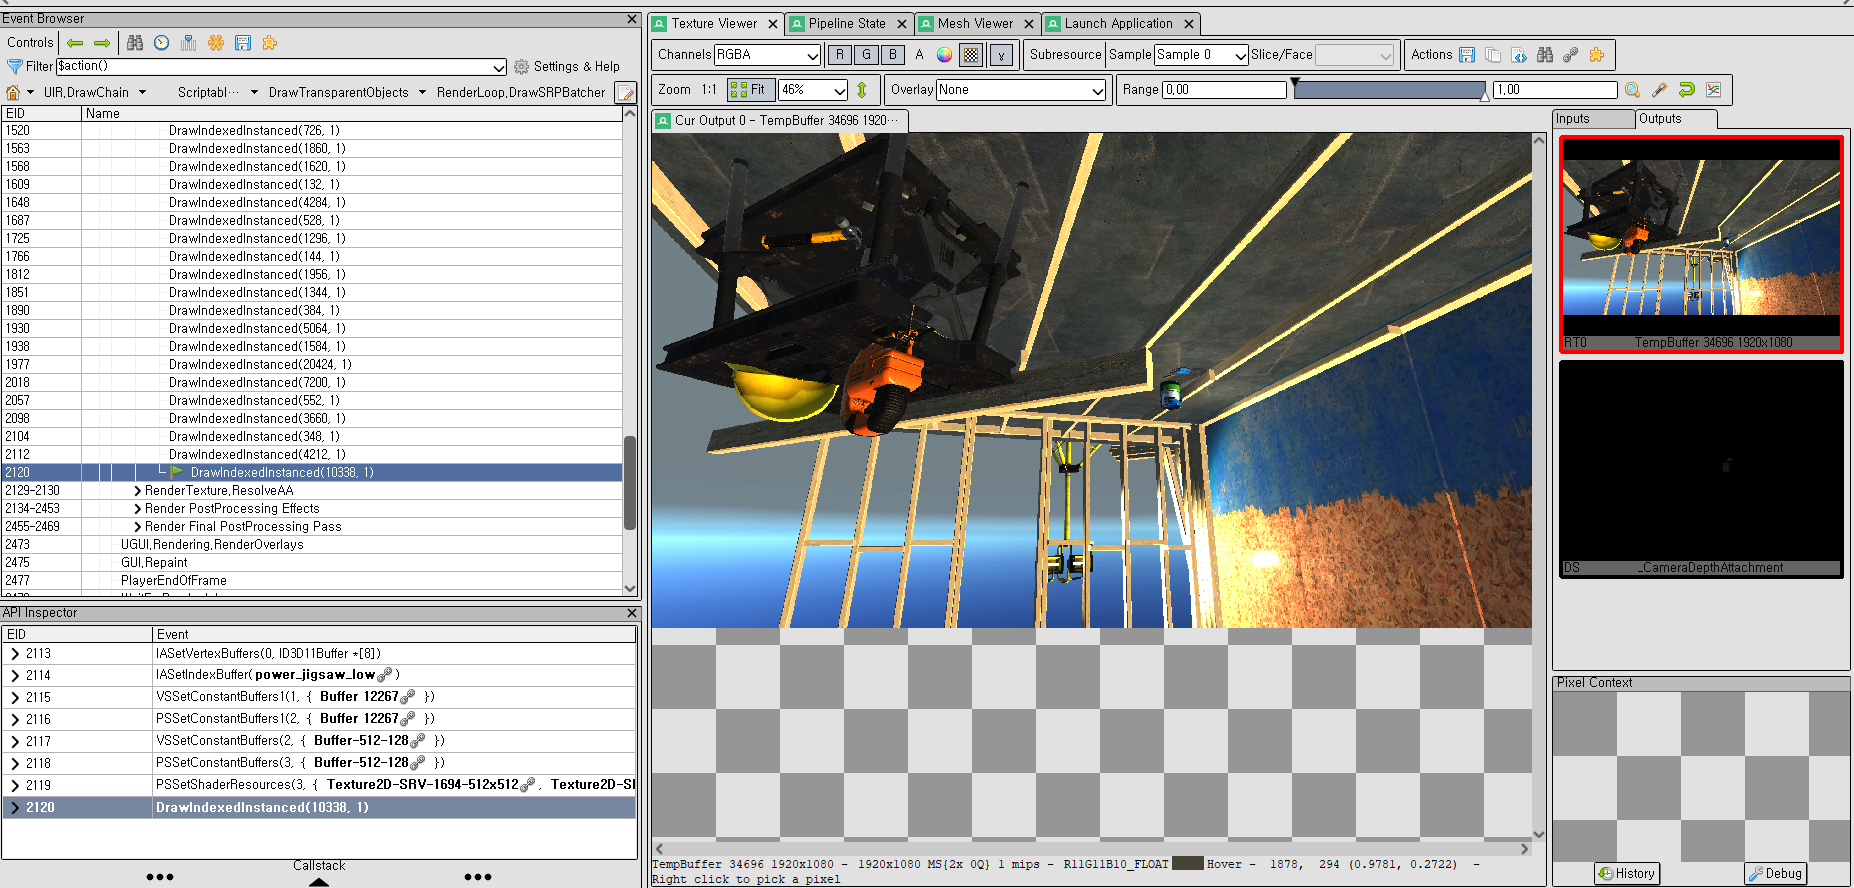 Event Browser
Controls
Filter $action() Settings & Help
UIR.DrawChain Scriptabl··· DrawTransparentObjects RenderLoop.DrawSRPBatcher
EID Name
1520 DrawIndexedInstanced(726, 1)
1563 DrawIndexedInstanced(1860, 1)
1568 DrawIndexedInstanced(1620, 1)
1609 DrawIndexedInstanced(132, 1)
1648 DrawIndexedInstanced(4284, 1)
1687 DrawIndexedInstanced(528, 1)
1725 DrawIndexedInstanced(1296, 1)
1766 DrawIndexedInstanced(144, 1)
1812 DrawIndexedInstanced(1956, 1)
1851 DrawIndexedInstanced(1344, 1)
1890 DrawIndexedInstanced(384, 1)
1930 DrawIndexedInstanced(5064, 1)
1938 DrawIndexedInstanced(1584, 1)
1977 DrawIndexedInstanced(20424, 1)
2018 DrawIndexedInstanced(7200, 1)
2057 DrawIndexedInstanced(552, 1)
2098 DrawIndexedInstanced(3660, 1)
2104 DrawIndexedInstanced(348, 1)
2112 DrawIndexedInstanced(4212, 1)
2120 DrawIndexedInstanced(10338, 1)
2129-2130 RenderTexture.ResolveAA
2134-2453 Render PostProcessing Effects
2455-2469 Render Final PostProcessing Pass
2473 UGUI.Rendering.RenderOverlays
2475 GUI.Repaint
2477 PlayerEndOfFrame
API Inspector
EID Event
2113 IASetVertexBuffers(0, ID3D11Buffer *[8])
2114 IASetIndexBuffer(power_jigsaw_low )
2115 VSSetConstantBuffers1(1, { Buffer 12267 })
2116 PSSetConstantBuffers1(2, { Buffer 12267 })
2117 VSSetConstantBuffers(2, { Buffer-512-128 })
2118 PSSetConstantBuffers(3, { Buffer-512-128 })
2119 PSSetShaderResources(3, { Texture2D-SRV-1694-512x512 , Texture2D-SI
2120 DrawIndexedInstanced(10338, 1)
Callstack
Texture Viewer Pipeline State Mesh Viewer Launch Application
Channels RGBA R G B A γ Subresource Sample Sample 0 Slice/Face Actions
Zoom 1:1 Fit 46% Overlay None Range 0,00 1,00
Cur Output 0 - TempBuffer 34696 1920···
TempBuffer 34696 1920x1080 - 1920x1080 MS{2x 0Q} 1 mips - R11G11B10_FLOAT Hover - 1878, 294 (0.9781, 0.2722) -
Right click to pick a pixel
Inputs Outputs
RT0 TempBuffer 34696 1920x1080
DS _CameraDepthAttachment
Pixel Context
History Debug